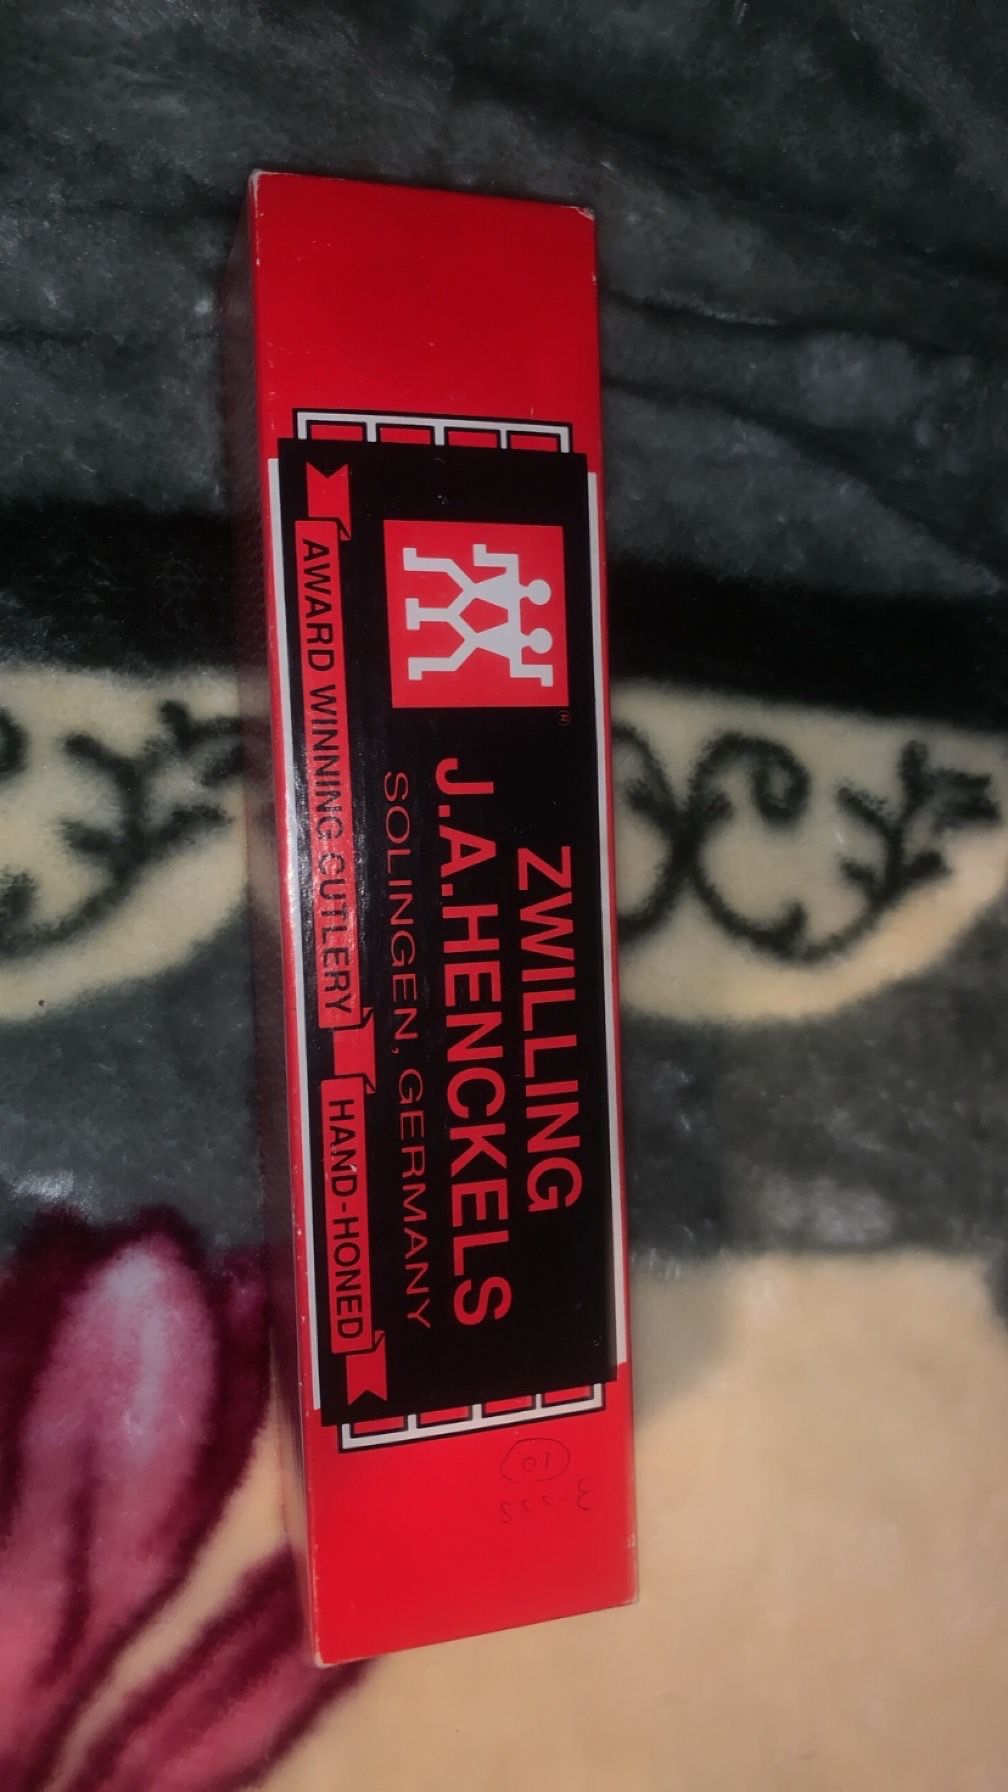 ZWILLING
J.A.HENCKELS
SOLINGEN, GERMANY
AWARD WINNING CUTLERY
HAND-HONED